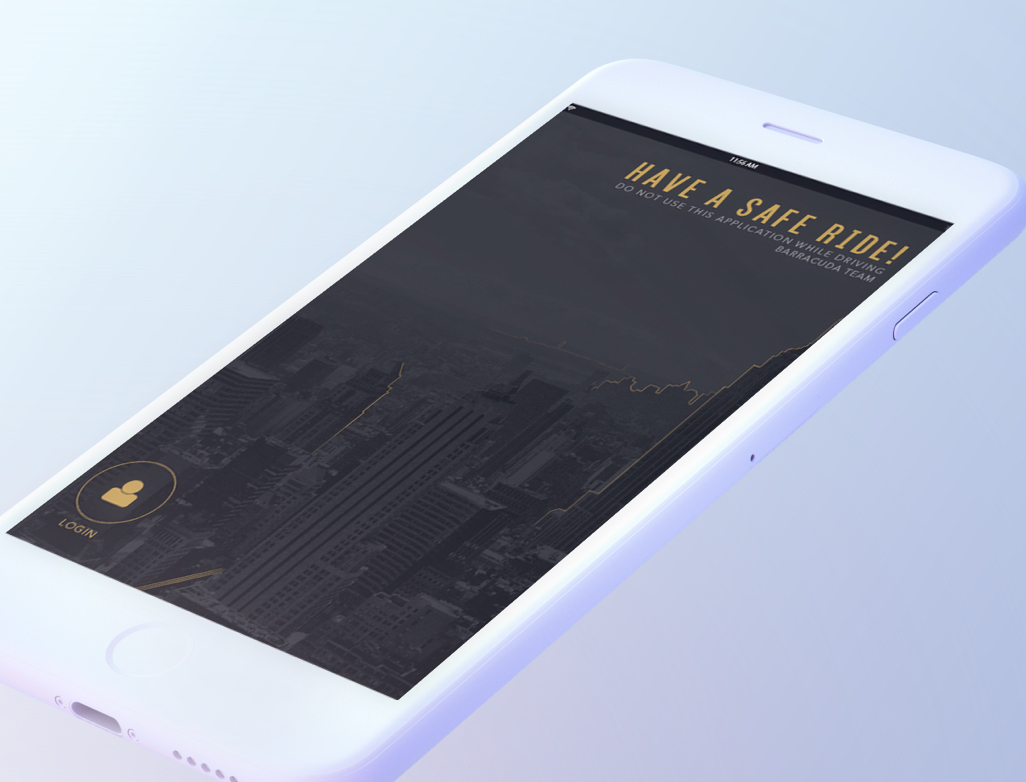 11:56 AM
HAVE A SAFE RIDE!
DO NOT USE THIS APPLICATION WHILE DRIVING
BARRACUDA TEAM
LOGIN